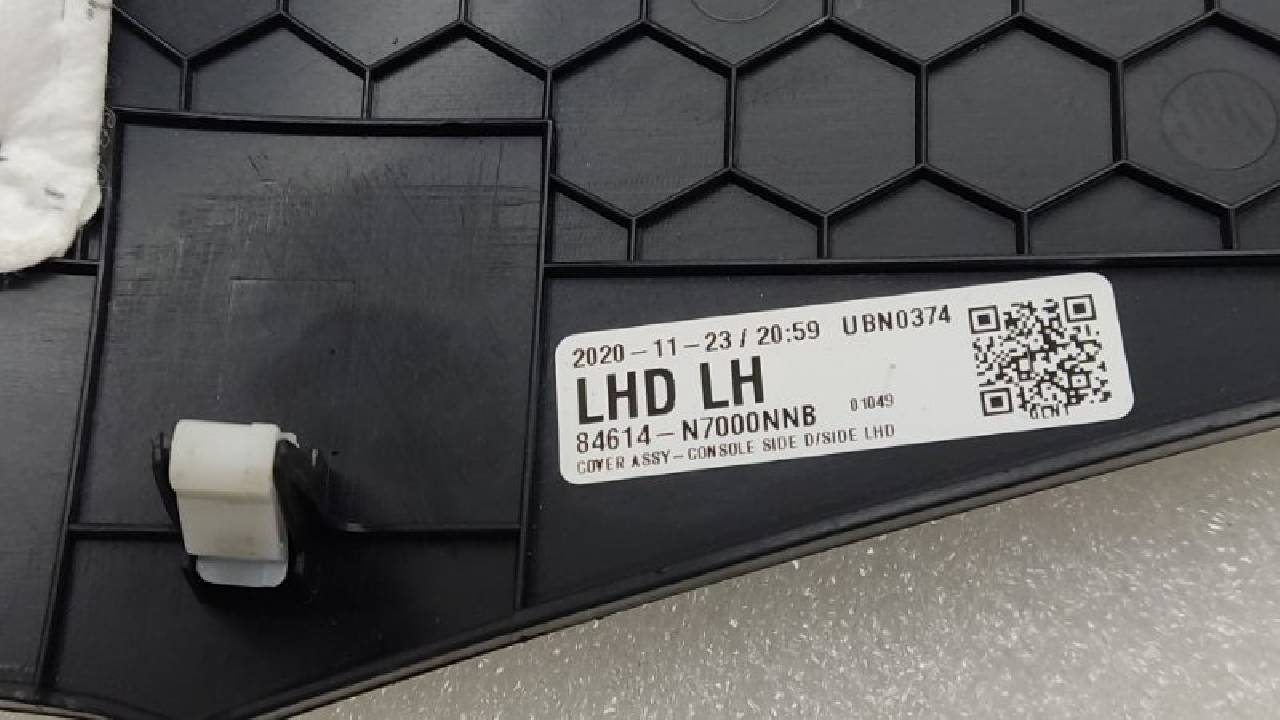 2020-11-23 / 20:59 UBN0374
LHD LH
84614-N7000NNB 01049
COVER ASSY-CONSOLE SIDE D/SIDE LHD